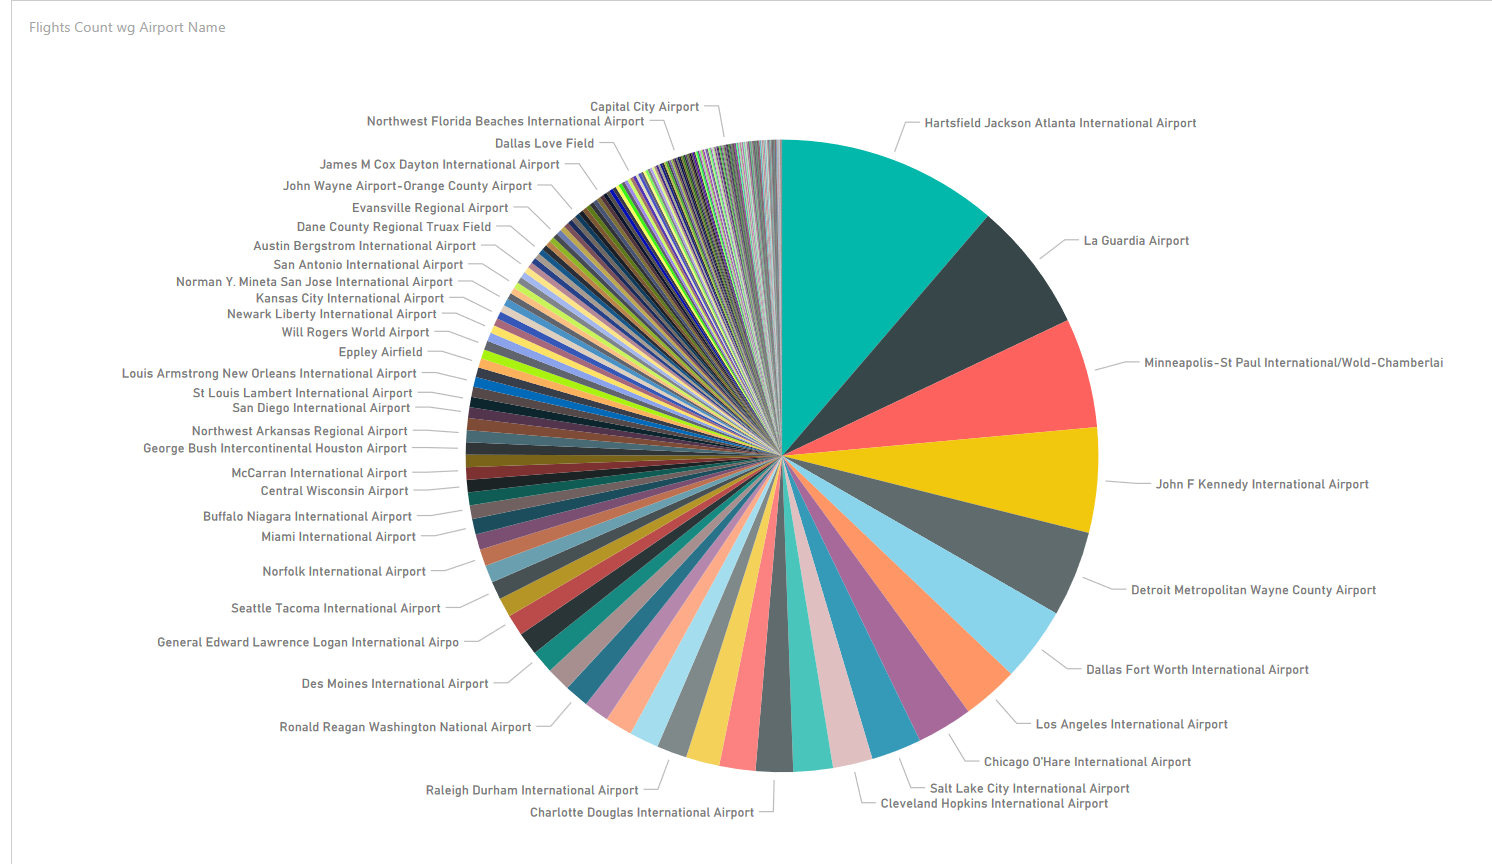 Flights Count wg Airport Name
Capital City Airport
Northwest Florida Beaches International Airport
Hartsfield Jackson Atlanta International Airport
Dallas Love Field
James M Cox Dayton International Airport
John Wayne Airport-Orange County Airport
Evansville Regional Airport
Dane County Regional Truax Field
La Guardia Airport
Austin Bergstrom International Airport
San Antonio International Airport
Norman Y. Mineta San Jose International Airport
Kansas City International Airport
Newark Liberty International Airport
Will Rogers World Airport
Eppley Airfield
Minneapolis-St Paul International/Wold-Chamberlai
Louis Armstrong New Orleans International Airport
St Louis Lambert International Airport
San Diego International Airport
Northwest Arkansas Regional Airport
George Bush Intercontinental Houston Airport
McCarran International Airport
John F Kennedy International Airport
Central Wisconsin Airport
Buffalo Niagara International Airport
Miami International Airport
Norfolk International Airport
Detroit Metropolitan Wayne County Airport
Seattle Tacoma International Airport
General Edward Lawrence Logan International Airpo
Dallas Fort Worth International Airport
Des Moines International Airport
Los Angeles International Airport
Ronald Reagan Washington National Airport
Chicago O'Hare International Airport
Salt Lake City International Airport
Raleigh Durham International Airport
Cleveland Hopkins International Airport
Charlotte Douglas International Airport